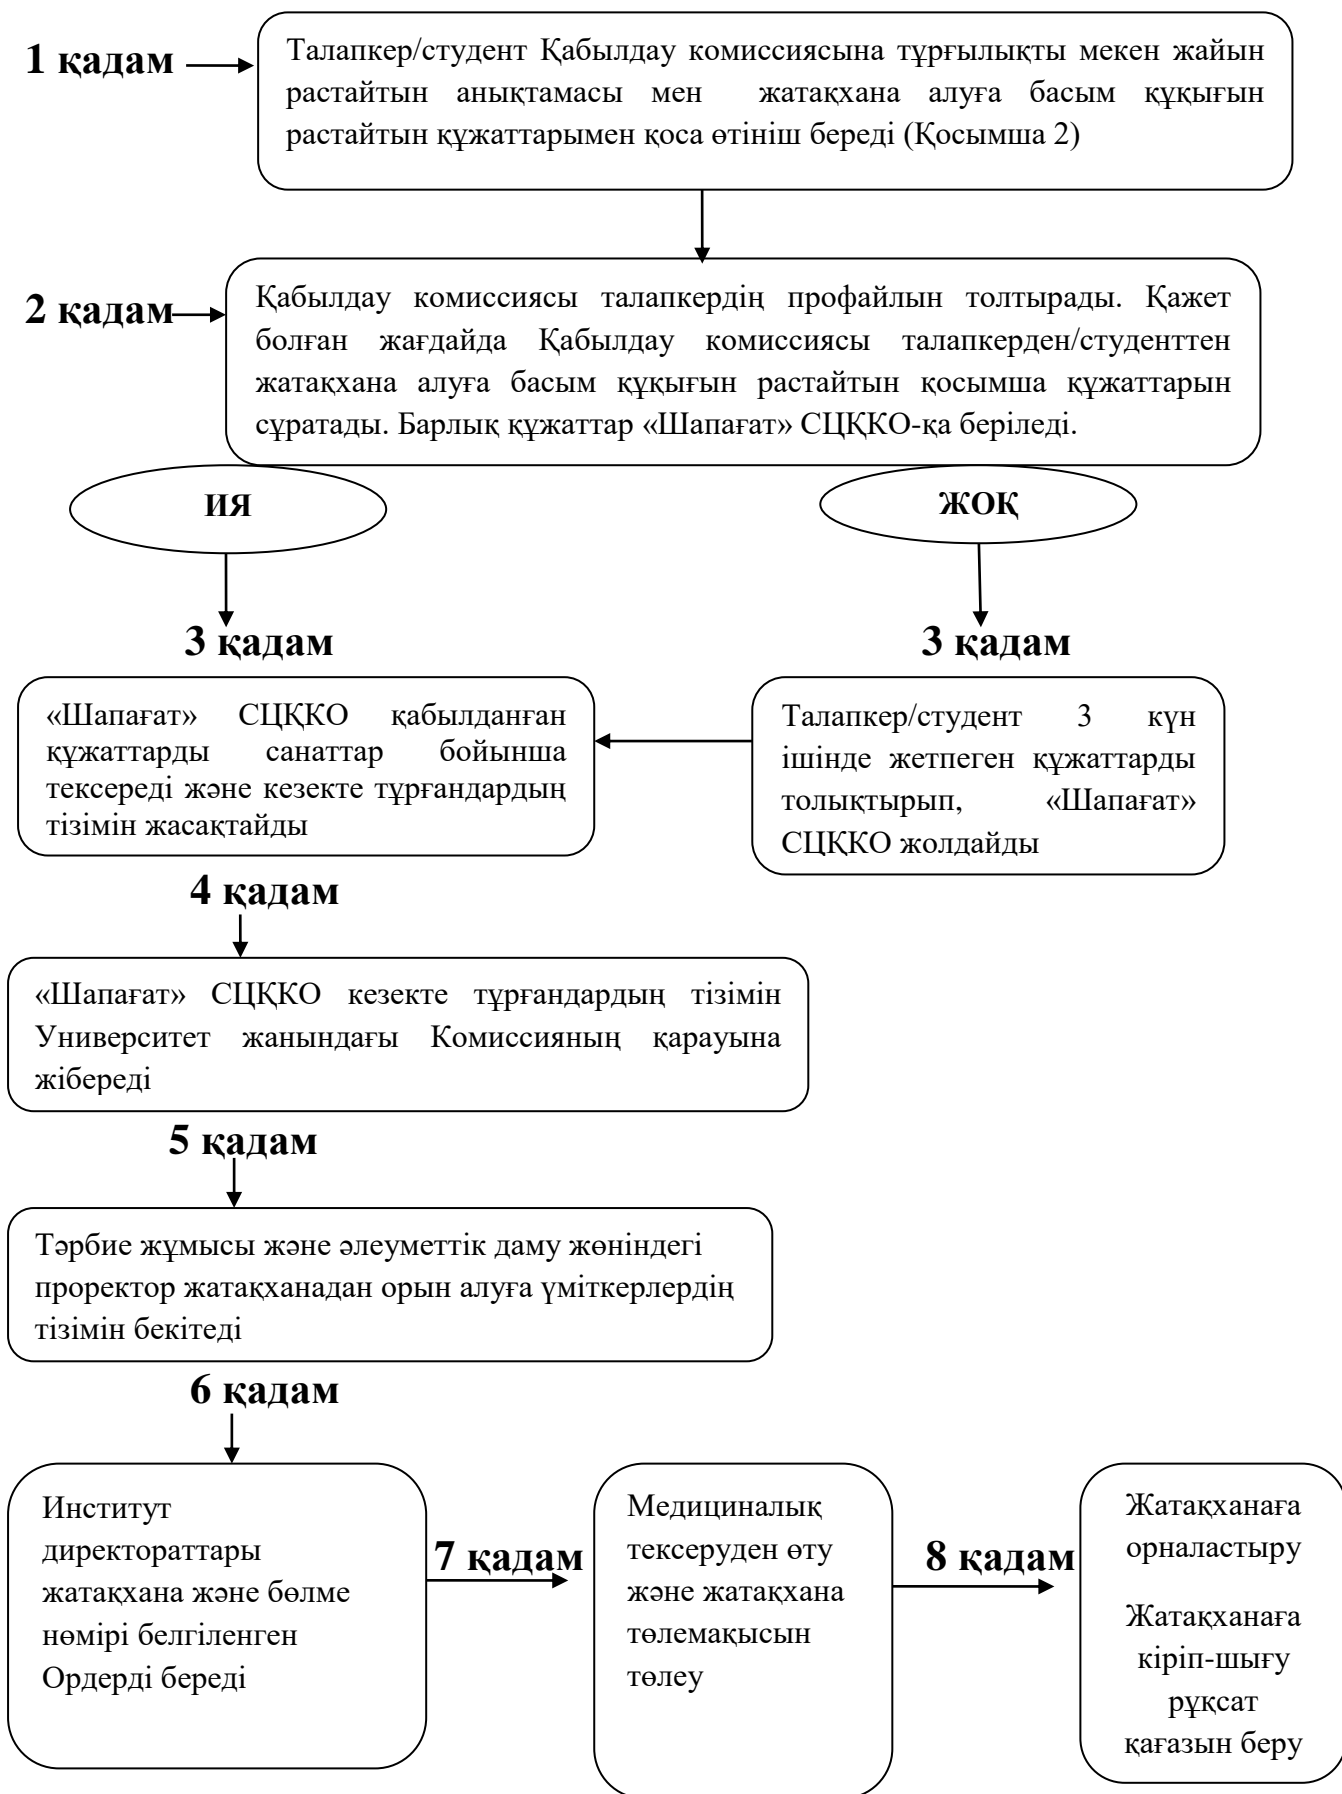 1 қадам
Талапкер/студент Қабылдау комиссиясына тұрғылықты мекен жайын
растайтын анықтамасы мен жатақхана алуға басым құқығын
растайтын құжаттарымен қоса өтініш береді (Қосымша 2)
2 қадам
Қабылдау комиссиясы талапкердің профайлын толтырады. Қажет
болған жағдайда Қабылдау комиссиясы талапкерден/студенттен
жатақхана алуға басым құқығын растайтын қосымша құжаттарын
сұратады. Барлық құжаттар «Шапағат» СЦҚКО-қа беріледі.
ИЯ
ЖОҚ
3 қадам
3 қадам
«Шапағат» СЦҚКО қабылданған
құжаттарды санаттар бойынша
тексереді және кезекте тұрғандардың
тізімін жасақтайды
Талапкер/студент 3 күн
ішінде жетпеген құжаттарды
толықтырып, «Шапағат»
СЦҚКО жолдайды
4 қадам
«Шапағат» СЦҚКО кезекте тұрғандардың тізімін
Университет жанындағы Комиссияның қарауына
жібереді
5 қадам
Тәрбие жұмысы және әлеуметтік даму жөніндегі
проректор жатақханадан орын алуға үміткерлердің
тізімін бекітеді
6 қадам
Институт
директораттары
жатақхана және бөлме
нөмірі белгіленген
Ордерді береді
7 қадам
Медициналық
тексеруден өту
және жатақхана
төлемақысын
төлеу
8 қадам
Жатақханаға
орналастыру
Жатақханаға
кіріп-шығу
рұқсат
қағазын беру